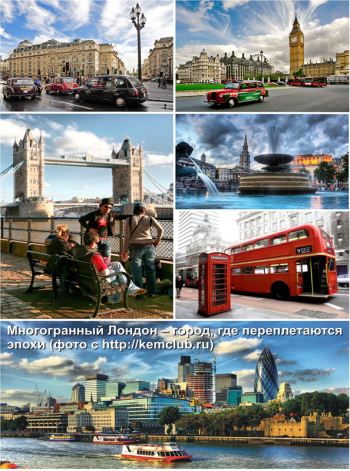 Многогранный Лондон – город, где переплетаются
эпохи (фото с http://kemclub.ru)